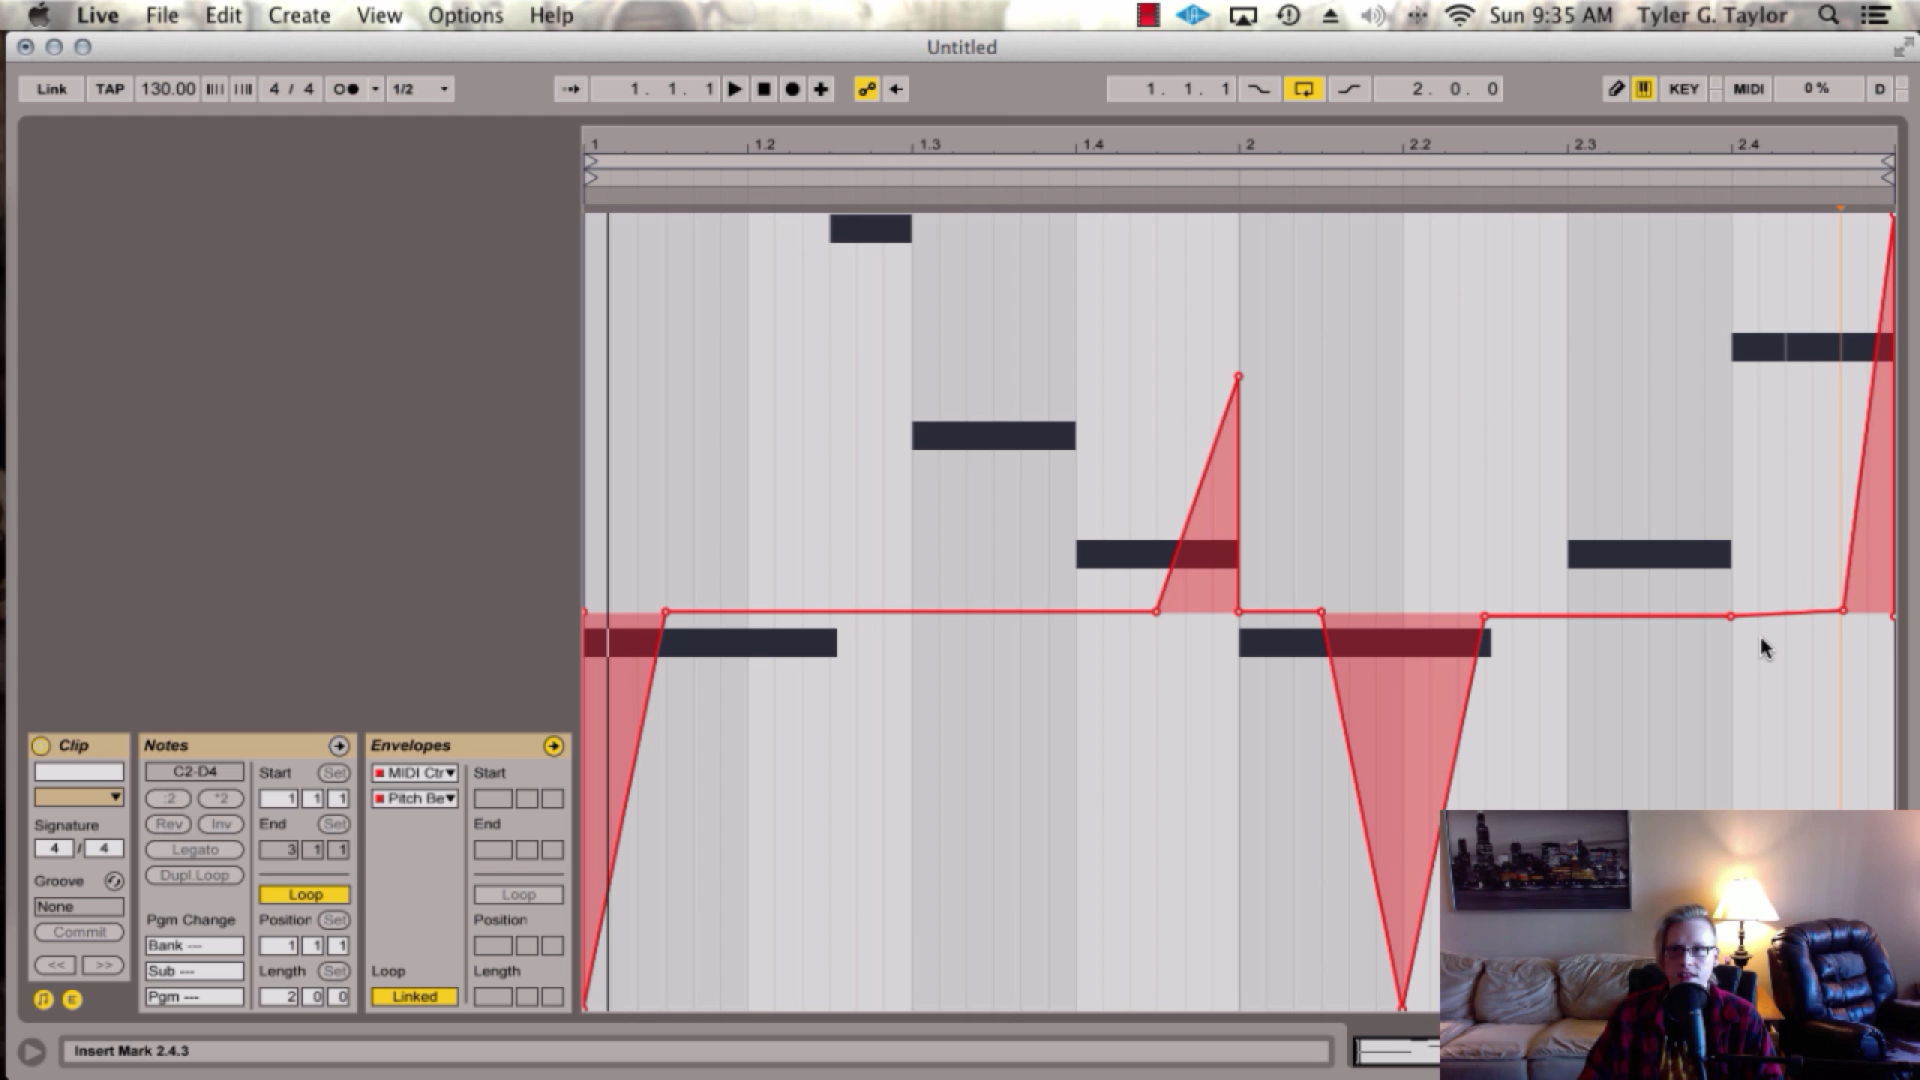 Live File Edit Create View Options Help Sun 9:35 AM Tyler G. Taylor
Untitled
Link TAP 130.00 4 / 4 1/2 1. 1. 1 1. 1. 1 2. 0. 0 KEY MIDI 0 % D
1 1.2 1.3 1.4 2 2.2 2.3 2.4
Clip Notes Envelopes
C2-D4 Start Set MIDI Ctr Start
:2 *2 1 1 1 Pitch Be
Signature Rev Inv End Set End
4 / 4 Legato 3 1 1
Groove Dupl.Loop Loop Loop
None Pgm Change Position Set Position
Commit Bank --- 1 1 1
<< >> Sub --- Length Set Loop Length
E Pgm --- 2 0 0 Linked
Insert Mark 2.4.3